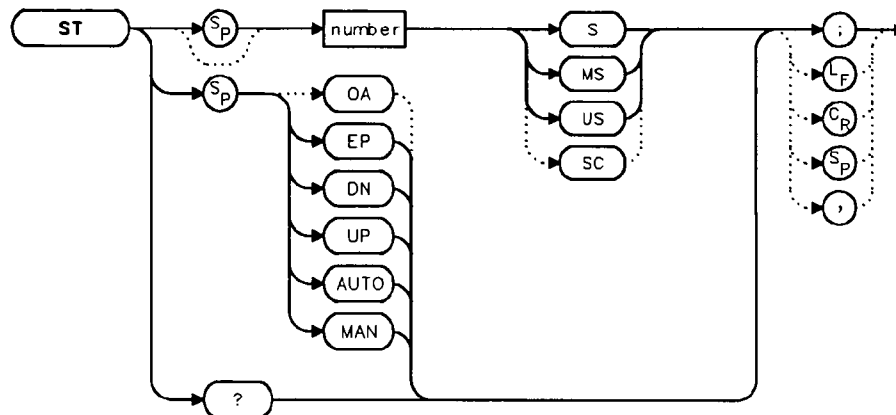 ST SP number S ;
MS LF
SP OA US CR
EP SC SP
DN ,
UP
AUTO
MAN
?